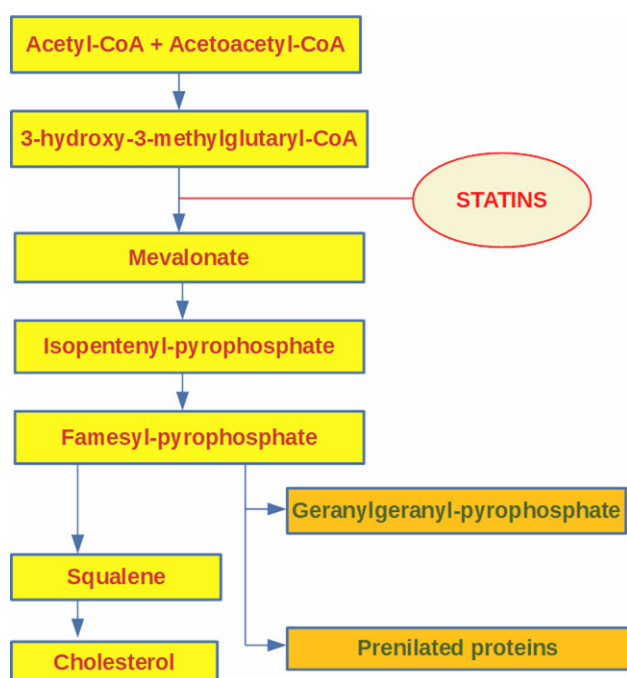 Acetyl-CoA + Acetoacetyl-CoA
3-hydroxy-3-methylglutaryl-CoA
STATINS
Mevalonate
Isopentenyl-pyrophosphate
Famesyl-pyrophosphate
Geranylgeranyl-pyrophosphate
Squalene
Prenilated proteins
Cholesterol